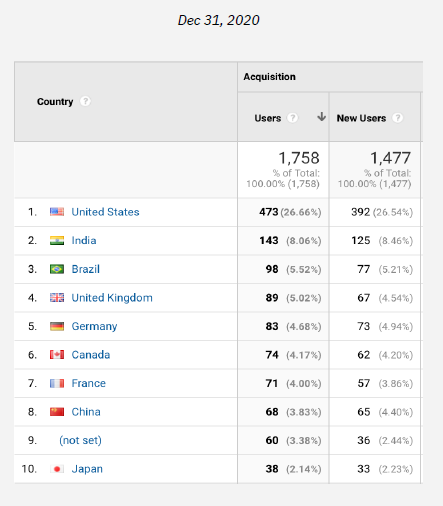 Dec 31, 2020
Acquisition
Country ?
Users ? ↓ New Users ?
1,758 1,477
% of Total: % of Total:
100.00% (1,758) 100.00% (1,477)
1. United States 473 (26.66%) 392 (26.54%)
2. India 143 (8.06%) 125 (8.46%)
3. Brazil 98 (5.52%) 77 (5.21%)
4. United Kingdom 89 (5.02%) 67 (4.54%)
5. Germany 83 (4.68%) 73 (4.94%)
6. Canada 74 (4.17%) 62 (4.20%)
7. France 71 (4.00%) 57 (3.86%)
8. China 68 (3.83%) 65 (4.40%)
9. (not set) 60 (3.38%) 36 (2.44%)
10. Japan 38 (2.14%) 33 (2.23%)